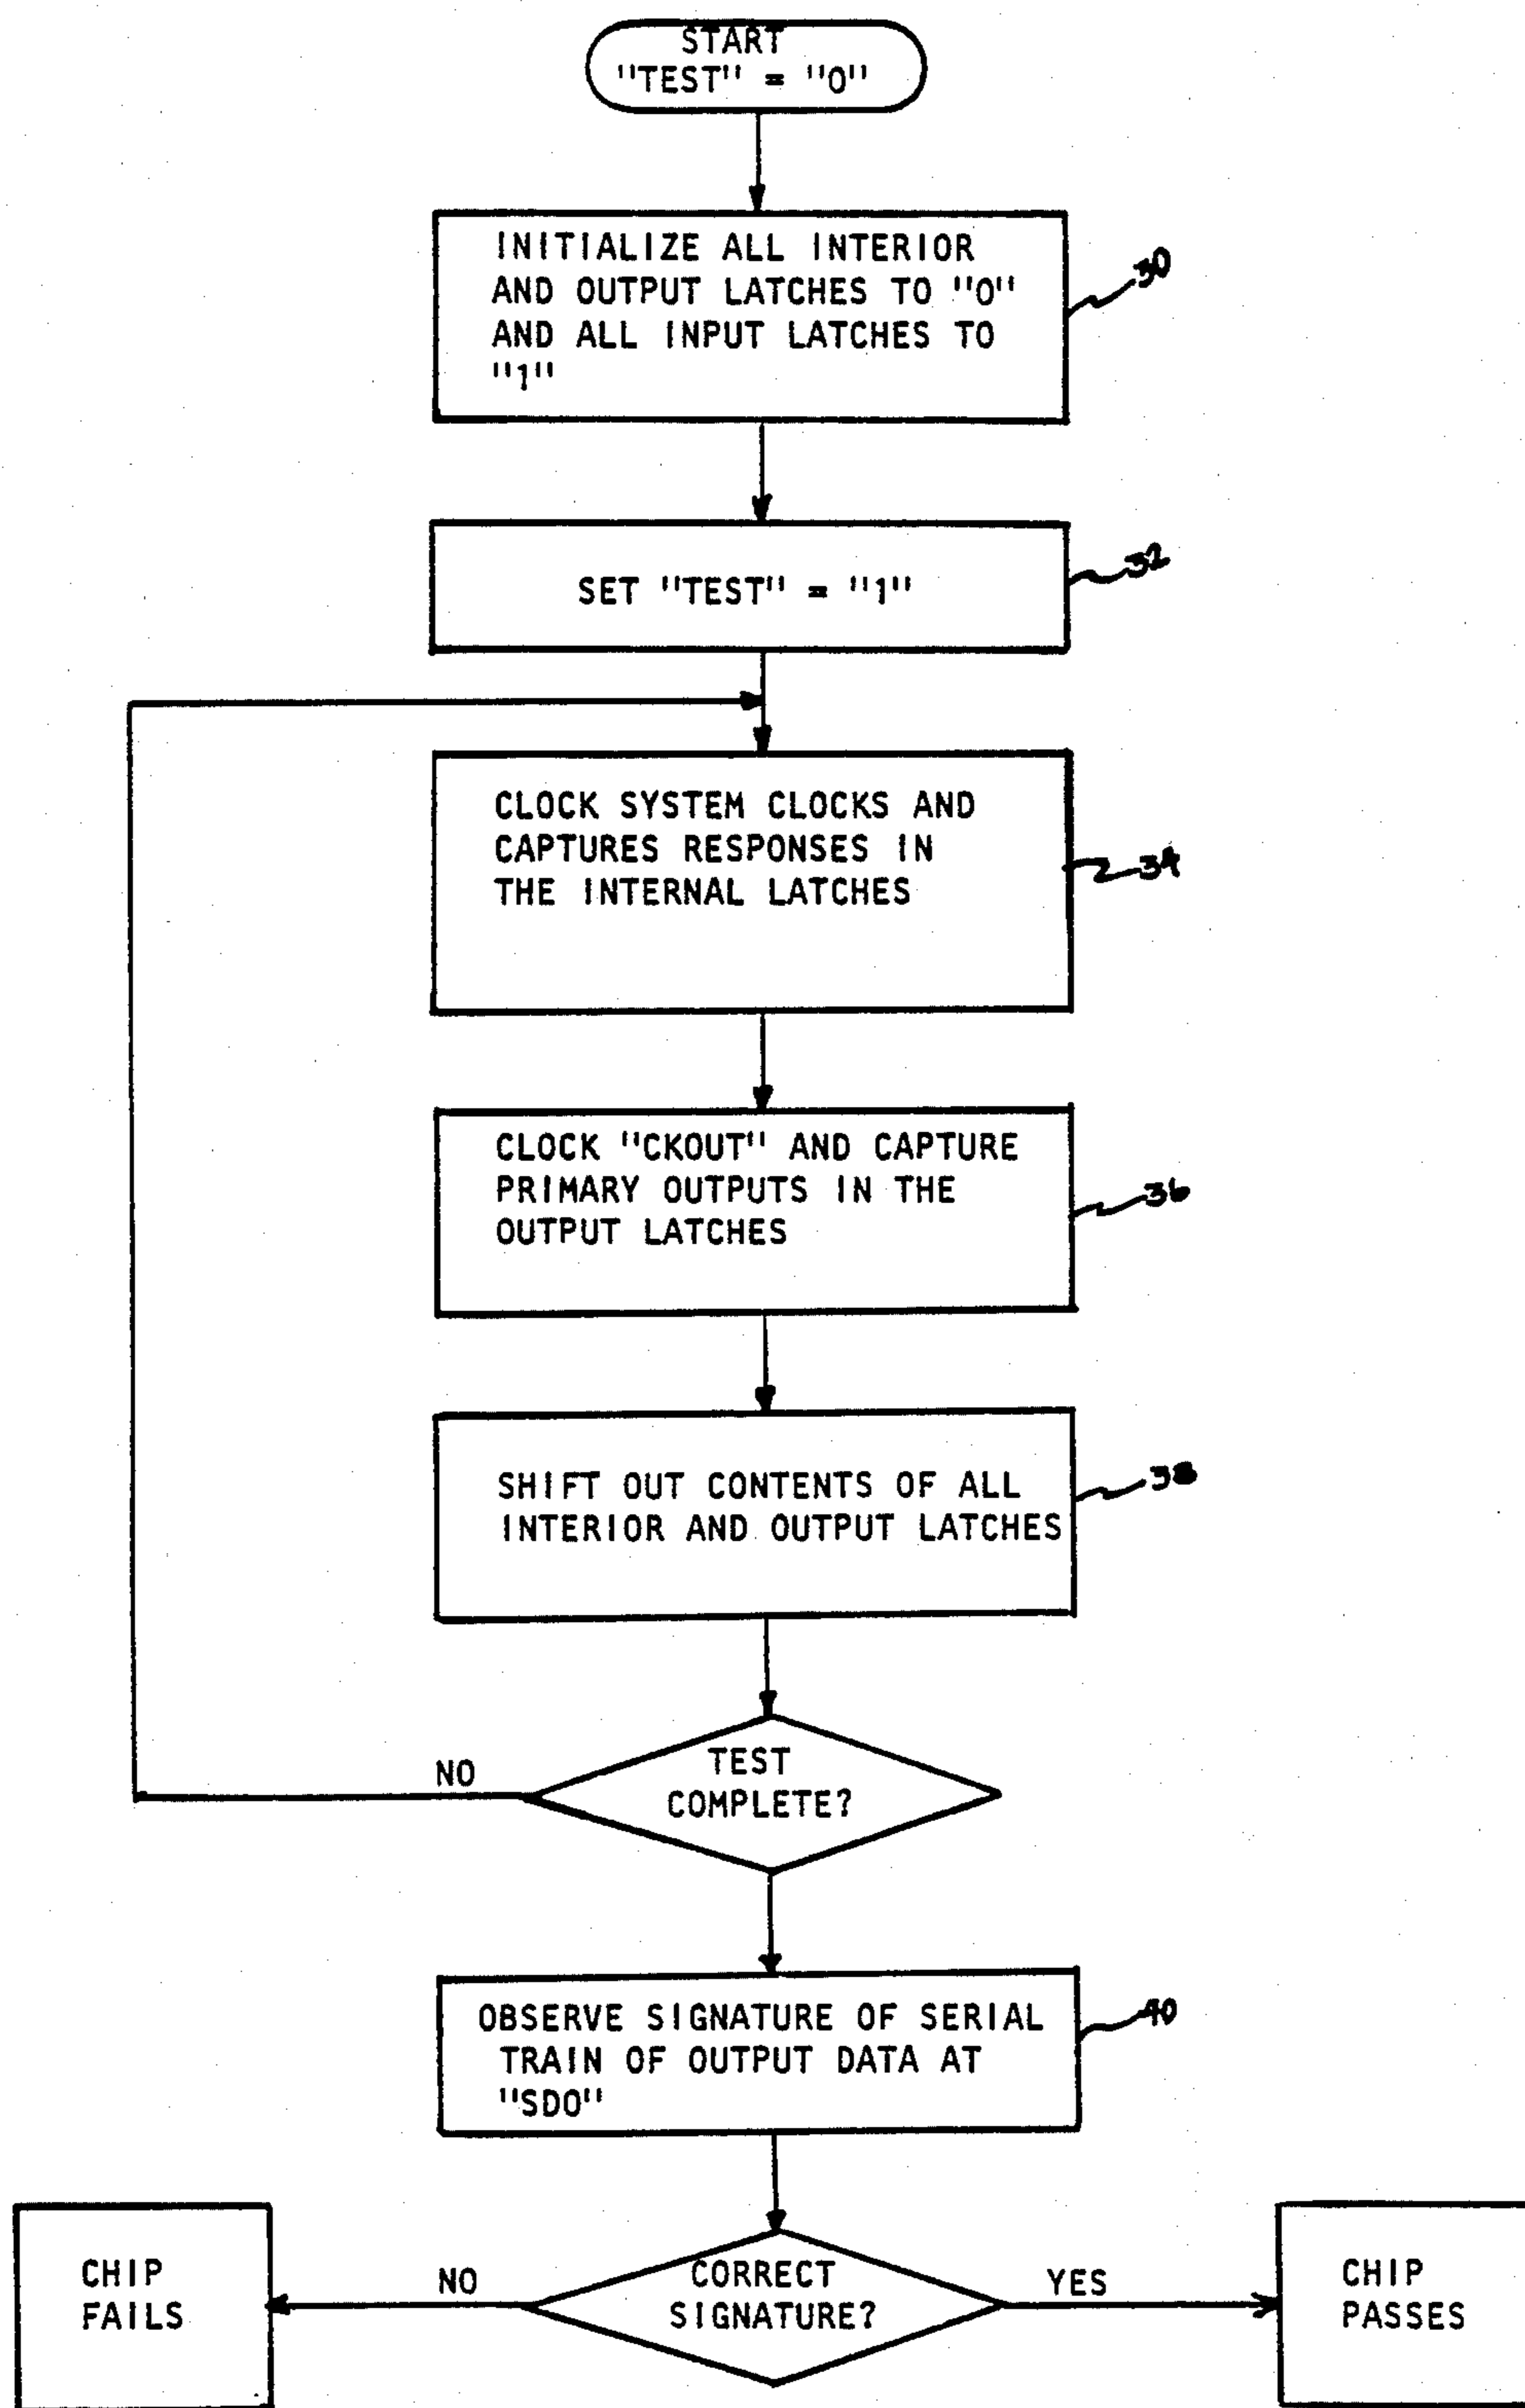 START
"TEST" = "0"
INITIALIZE ALL INTERIOR
AND OUTPUT LATCHES TO "0"
AND ALL INPUT LATCHES TO
"1"
30
SET "TEST" = "1"
32
CLOCK SYSTEM CLOCKS AND
CAPTURES RESPONSES IN
THE INTERNAL LATCHES
34
CLOCK "CKOUT" AND CAPTURE
PRIMARY OUTPUTS IN THE
OUTPUT LATCHES
36
SHIFT OUT CONTENTS OF ALL
INTERIOR AND OUTPUT LATCHES
38
NO
TEST
COMPLETE?
OBSERVE SIGNATURE OF SERIAL
TRAIN OF OUTPUT DATA AT
"SDO"
40
CHIP
FAILS
NO
CORRECT
SIGNATURE?
YES
CHIP
PASSES